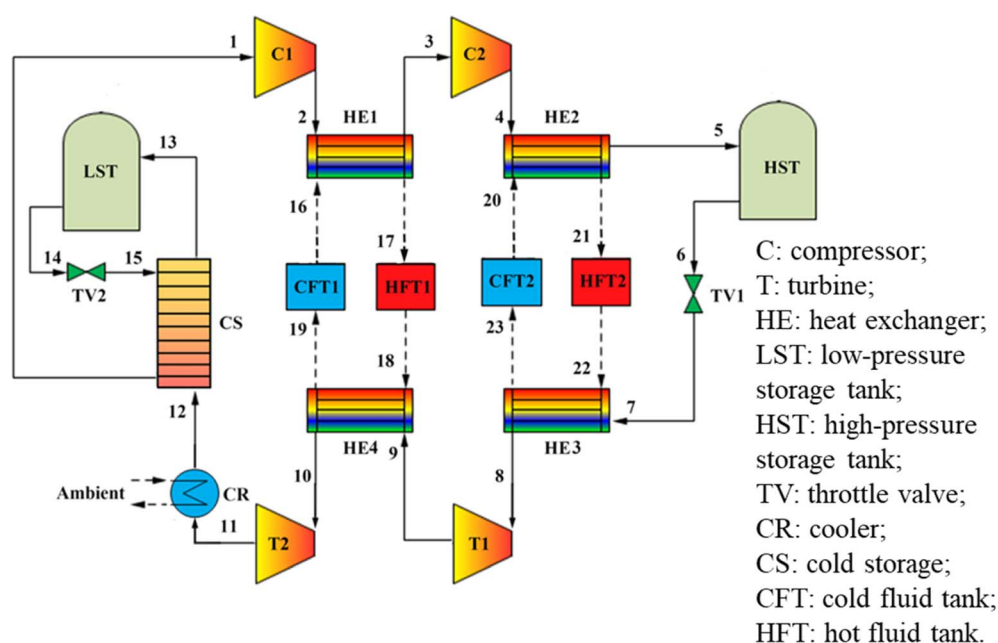 1
C1
3
C2
2
HE1
4
HE2
5
13
LST
HST
16
17
20
21
6
14
15
TV2
CFT1
HFT1
CFT2
HFT2
TV1
CS
19
18
23
22
12
7
HE4
9
HE3
10
8
Ambient
CR
11
T2
T1
C: compressor;
T: turbine;
HE: heat exchanger;
LST: low-pressure
storage tank;
HST: high-pressure
storage tank;
TV: throttle valve;
CR: cooler;
CS: cold storage;
CFT: cold fluid tank;
HFT: hot fluid tank.